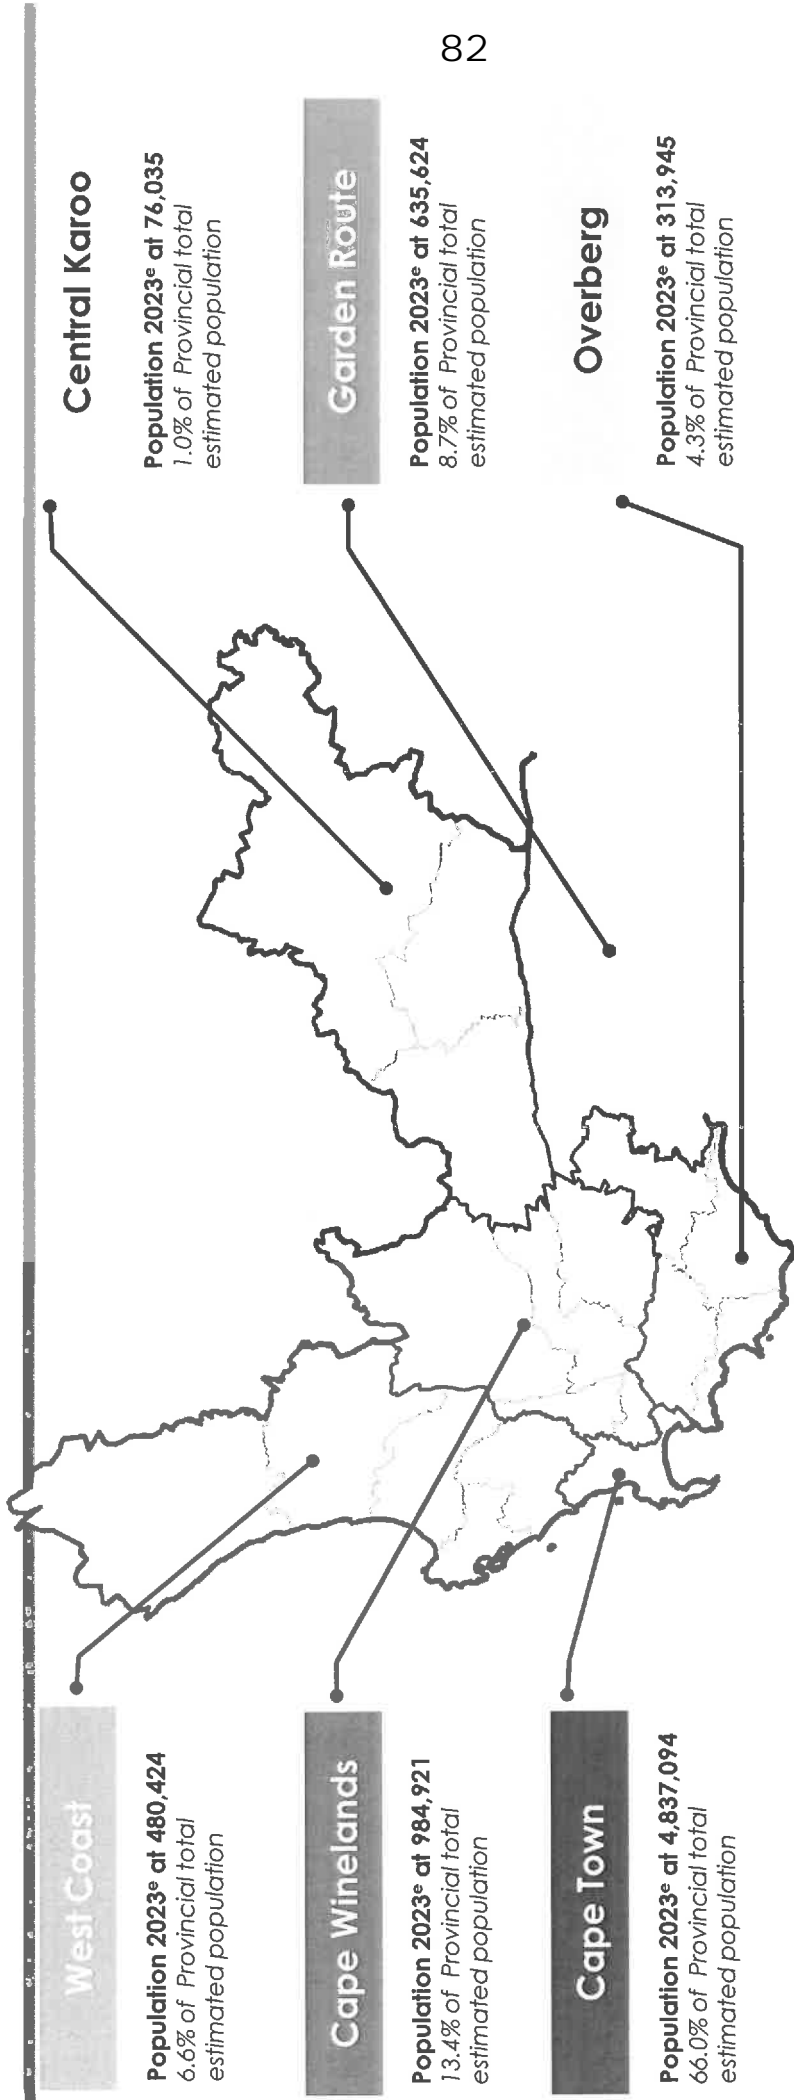 82
West Coast
Population 2023ᵉ at 480,424
6.6% of Provincial total
estimated population
Cape Winelands
Population 2023ᵉ at 984,921
13.4% of Provincial total
estimated population
Cape Town
Population 2023ᵉ at 4,837,094
66.0% of Provincial total
estimated population
Central Karoo
Population 2023ᵉ at 76,035
1.0% of Provincial total
estimated population
Garden Route
Population 2023ᵉ at 635,624
8.7% of Provincial total
estimated population
Overberg
Population 2023ᵉ at 313,945
4.3% of Provincial total
estimated population